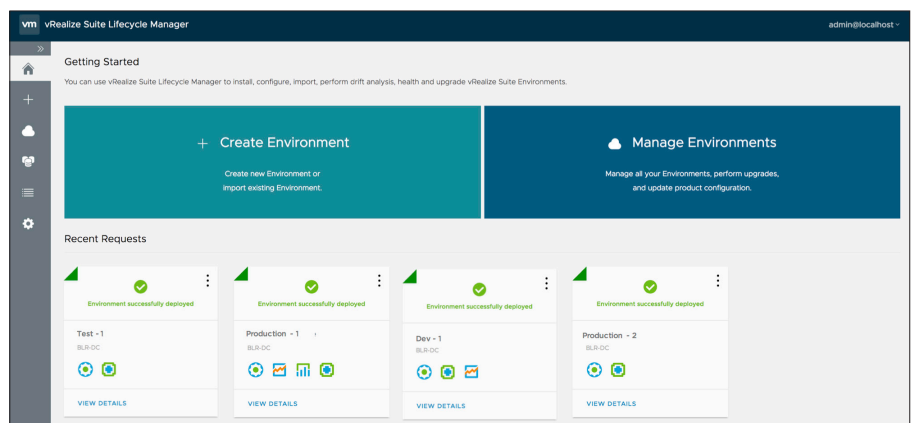 vm vRealize Suite Lifecycle Manager admin@localhost
Getting Started
You can use vRealize Suite Lifecycle Manager to install, configure, import, perform drift analysis, health and upgrade vRealize Suite Environments.
+ Create Environment
Create new Environment or
import existing Environment.
Manage Environments
Manage all your Environments, perform upgrades,
and update product configuration.
Recent Requests
Environment successfully deployed
Test - 1
BLR-DC
VIEW DETAILS
Environment successfully deployed
Production - 1
BLR-DC
VIEW DETAILS
Environment successfully deployed
Dev - 1
BLR-DC
VIEW DETAILS
Environment successfully deployed
Production - 2
BLR-DC
VIEW DETAILS